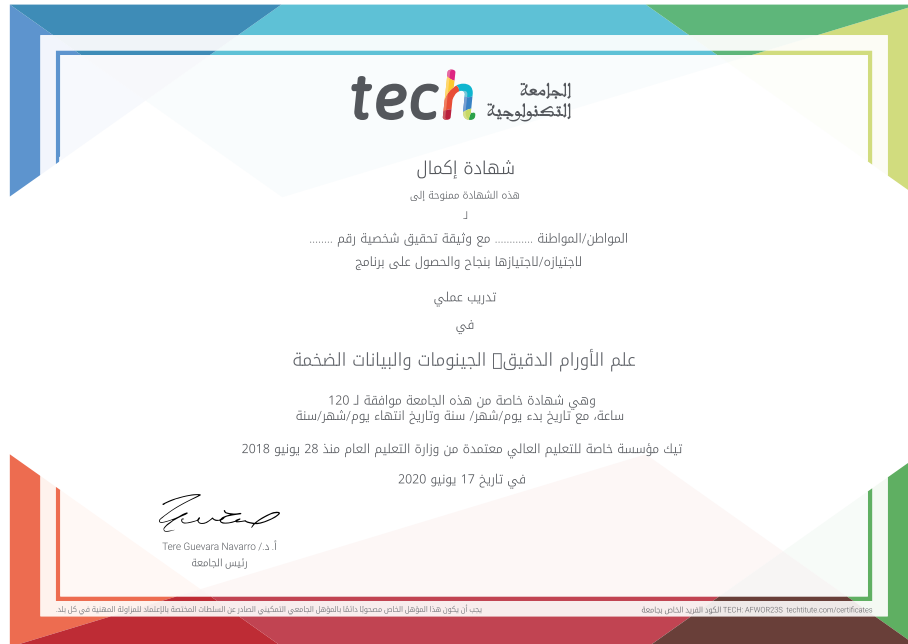 tech الجامعة
التكنولوجية
شهادة إكمال
هذه الشهادة ممنوحة إلى
لـ
المواطن/المواطنة ............. مع وثيقة تحقيق شخصية رقم ........
لاجتيازه/لاجتيازها بنجاح والحصول على برنامج
تدريب عملي
في
علم الأورام الدقيق الجينومات والبيانات الضخمة
وهي شهادة خاصة من هذه الجامعة موافقة لـ 120
ساعة، مع تاريخ بدء يوم/شهر/ سنة وتاريخ انتهاء يوم/شهر/سنة
تيك مؤسسة خاصة للتعليم العالي معتمدة من وزارة التعليم العام منذ 28 يونيو 2018
في تاريخ 17 يونيو 2020
أ. د./ Tere Guevara Navarro
رئيس الجامعة
يجب أن يكون هذا المؤهل الخاص مصحوبًا دائمًا بالمؤهل الجامعي التمكيني الصادر عن السلطات المختصة بالإعتماد للمزاولة المهنية في كل بلد.
الكود الفريد الخاص بجامعة TECH: AFWOR23S techtitute.com/certificates